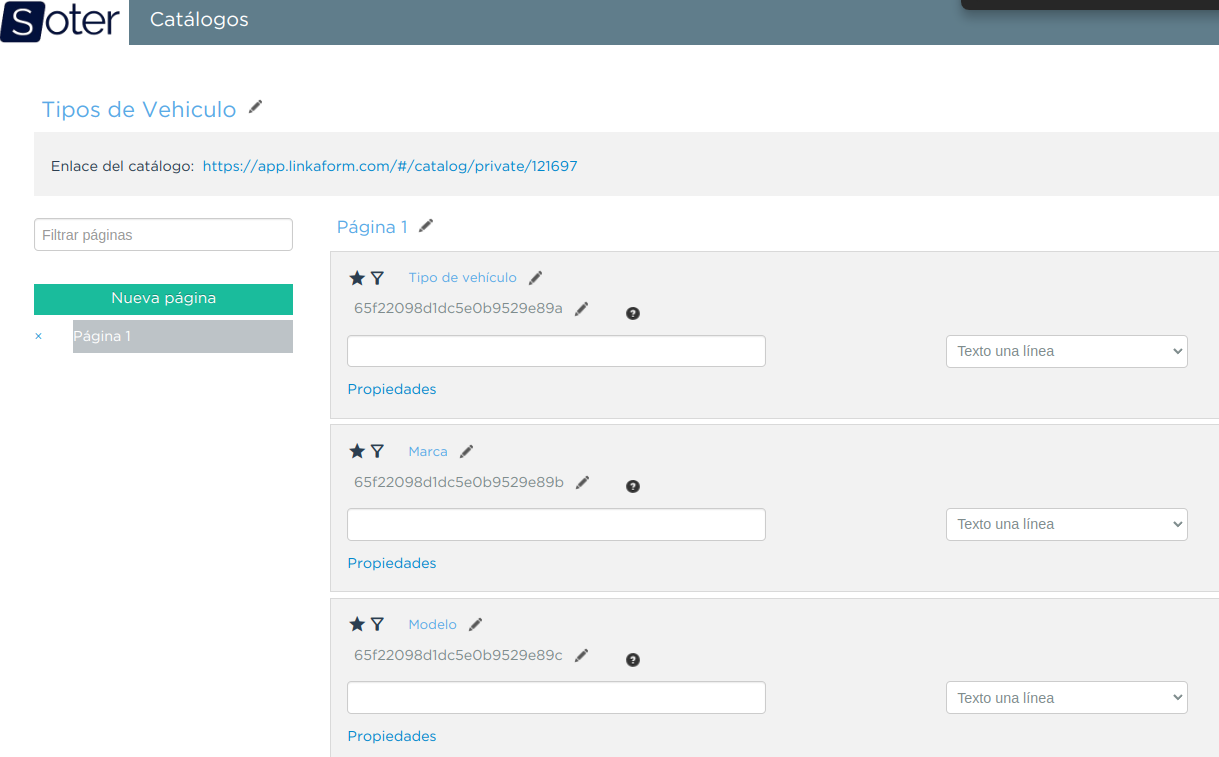 Soter
Catálogos
Tipos de Vehiculo
Enlace del catálogo: https://app.linkaform.com/#/catalog/private/121697
Filtrar páginas
Nueva página
× Página 1
Página 1
Tipo de vehículo
65f22098d1dc5e0b9529e89a ?
Texto una línea
Propiedades
Marca
65f22098d1dc5e0b9529e89b ?
Texto una línea
Propiedades
Modelo
65f22098d1dc5e0b9529e89c ?
Texto una línea
Propiedades